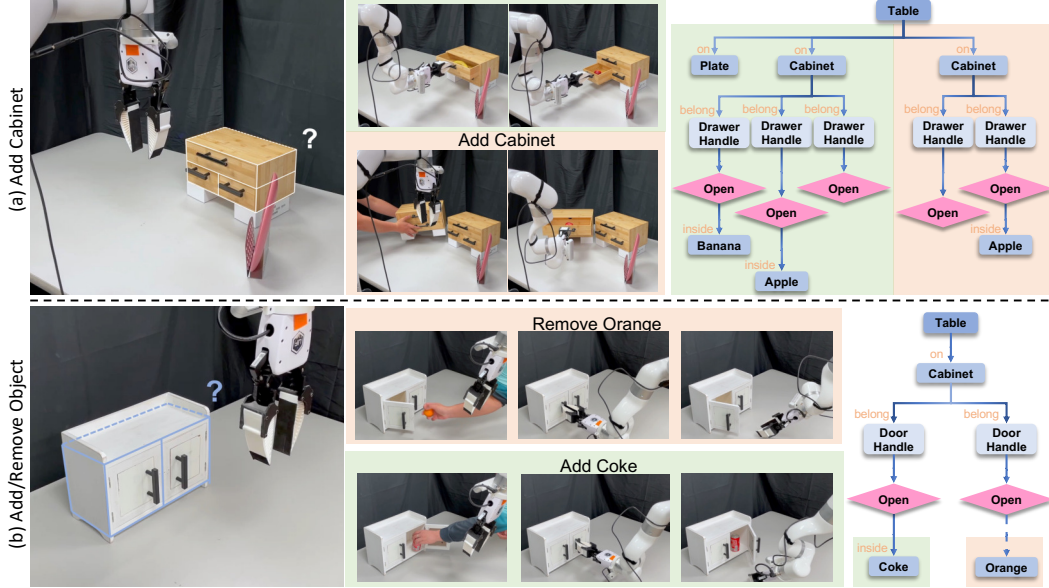 (a) Add Cabinet
?
Add Cabinet
Table
on
on
on
Plate
Cabinet
Cabinet
belong
belong
belong
belong
belong
Drawer Handle
Drawer Handle
Drawer Handle
Drawer Handle
Drawer Handle
Open
Open
Open
Open
Open
inside
inside
Banana
Apple
inside
Apple
(b) Add/Remove Object
?
Remove Orange
Add Coke
Table
on
Cabinet
belong
belong
Door Handle
Door Handle
Open
Open
inside
Coke
Orange